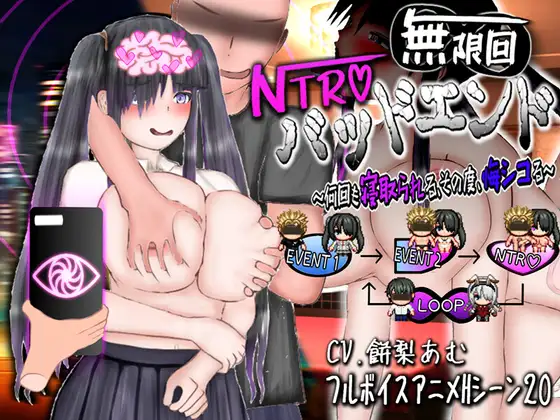 無限回
NTR♡
バッドエンド
～何回も寝取られる、その度、悔シコる～
EVENT 1
EVENT 2
NTR♡
LOOP
CV.餅梨あむ
フルボイスアニメHシーン20